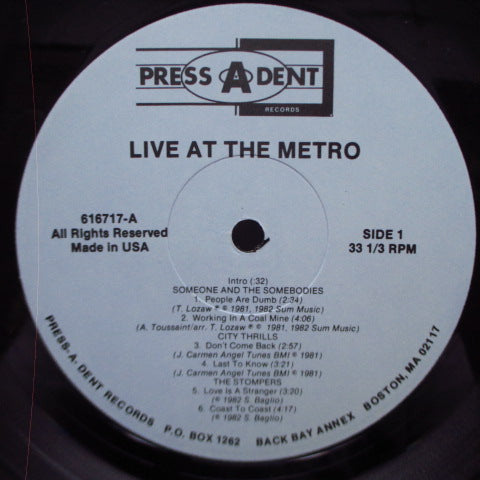 PRESS A DENT
RECORDS
LIVE AT THE METRO
616717-A
All Rights Reserved
Made in USA
SIDE 1
33 1/3 RPM
Intro (:32)
SOMEONE AND THE SOMEBODIES
1. People Are Dumb (2:34)
(T. Lozaw ℗ © 1981, 1982 Sum Music)
2. Working In A Coal Mine (4:06)
(A. Toussaint/arr. T. Lozaw ℗ © 1981, 1982 Sum Music)
CITY THRILLS
3. Don't Come Back (2:57)
(J. Carmen Angel Tunes BMI © 1981)
4. Last To Know (3:21)
(J. Carmen Angel Tunes BMI © 1981)
THE STOMPERS
5. Love Is A Stranger (3:20)
(© 1982 S. Baglio)
6. Coast To Coast (4:17)
(© 1982 S. Baglio)
PRESS-A-DENT RECORDS P.O. BOX 1262 BACK BAY ANNEX BOSTON, MA 02117